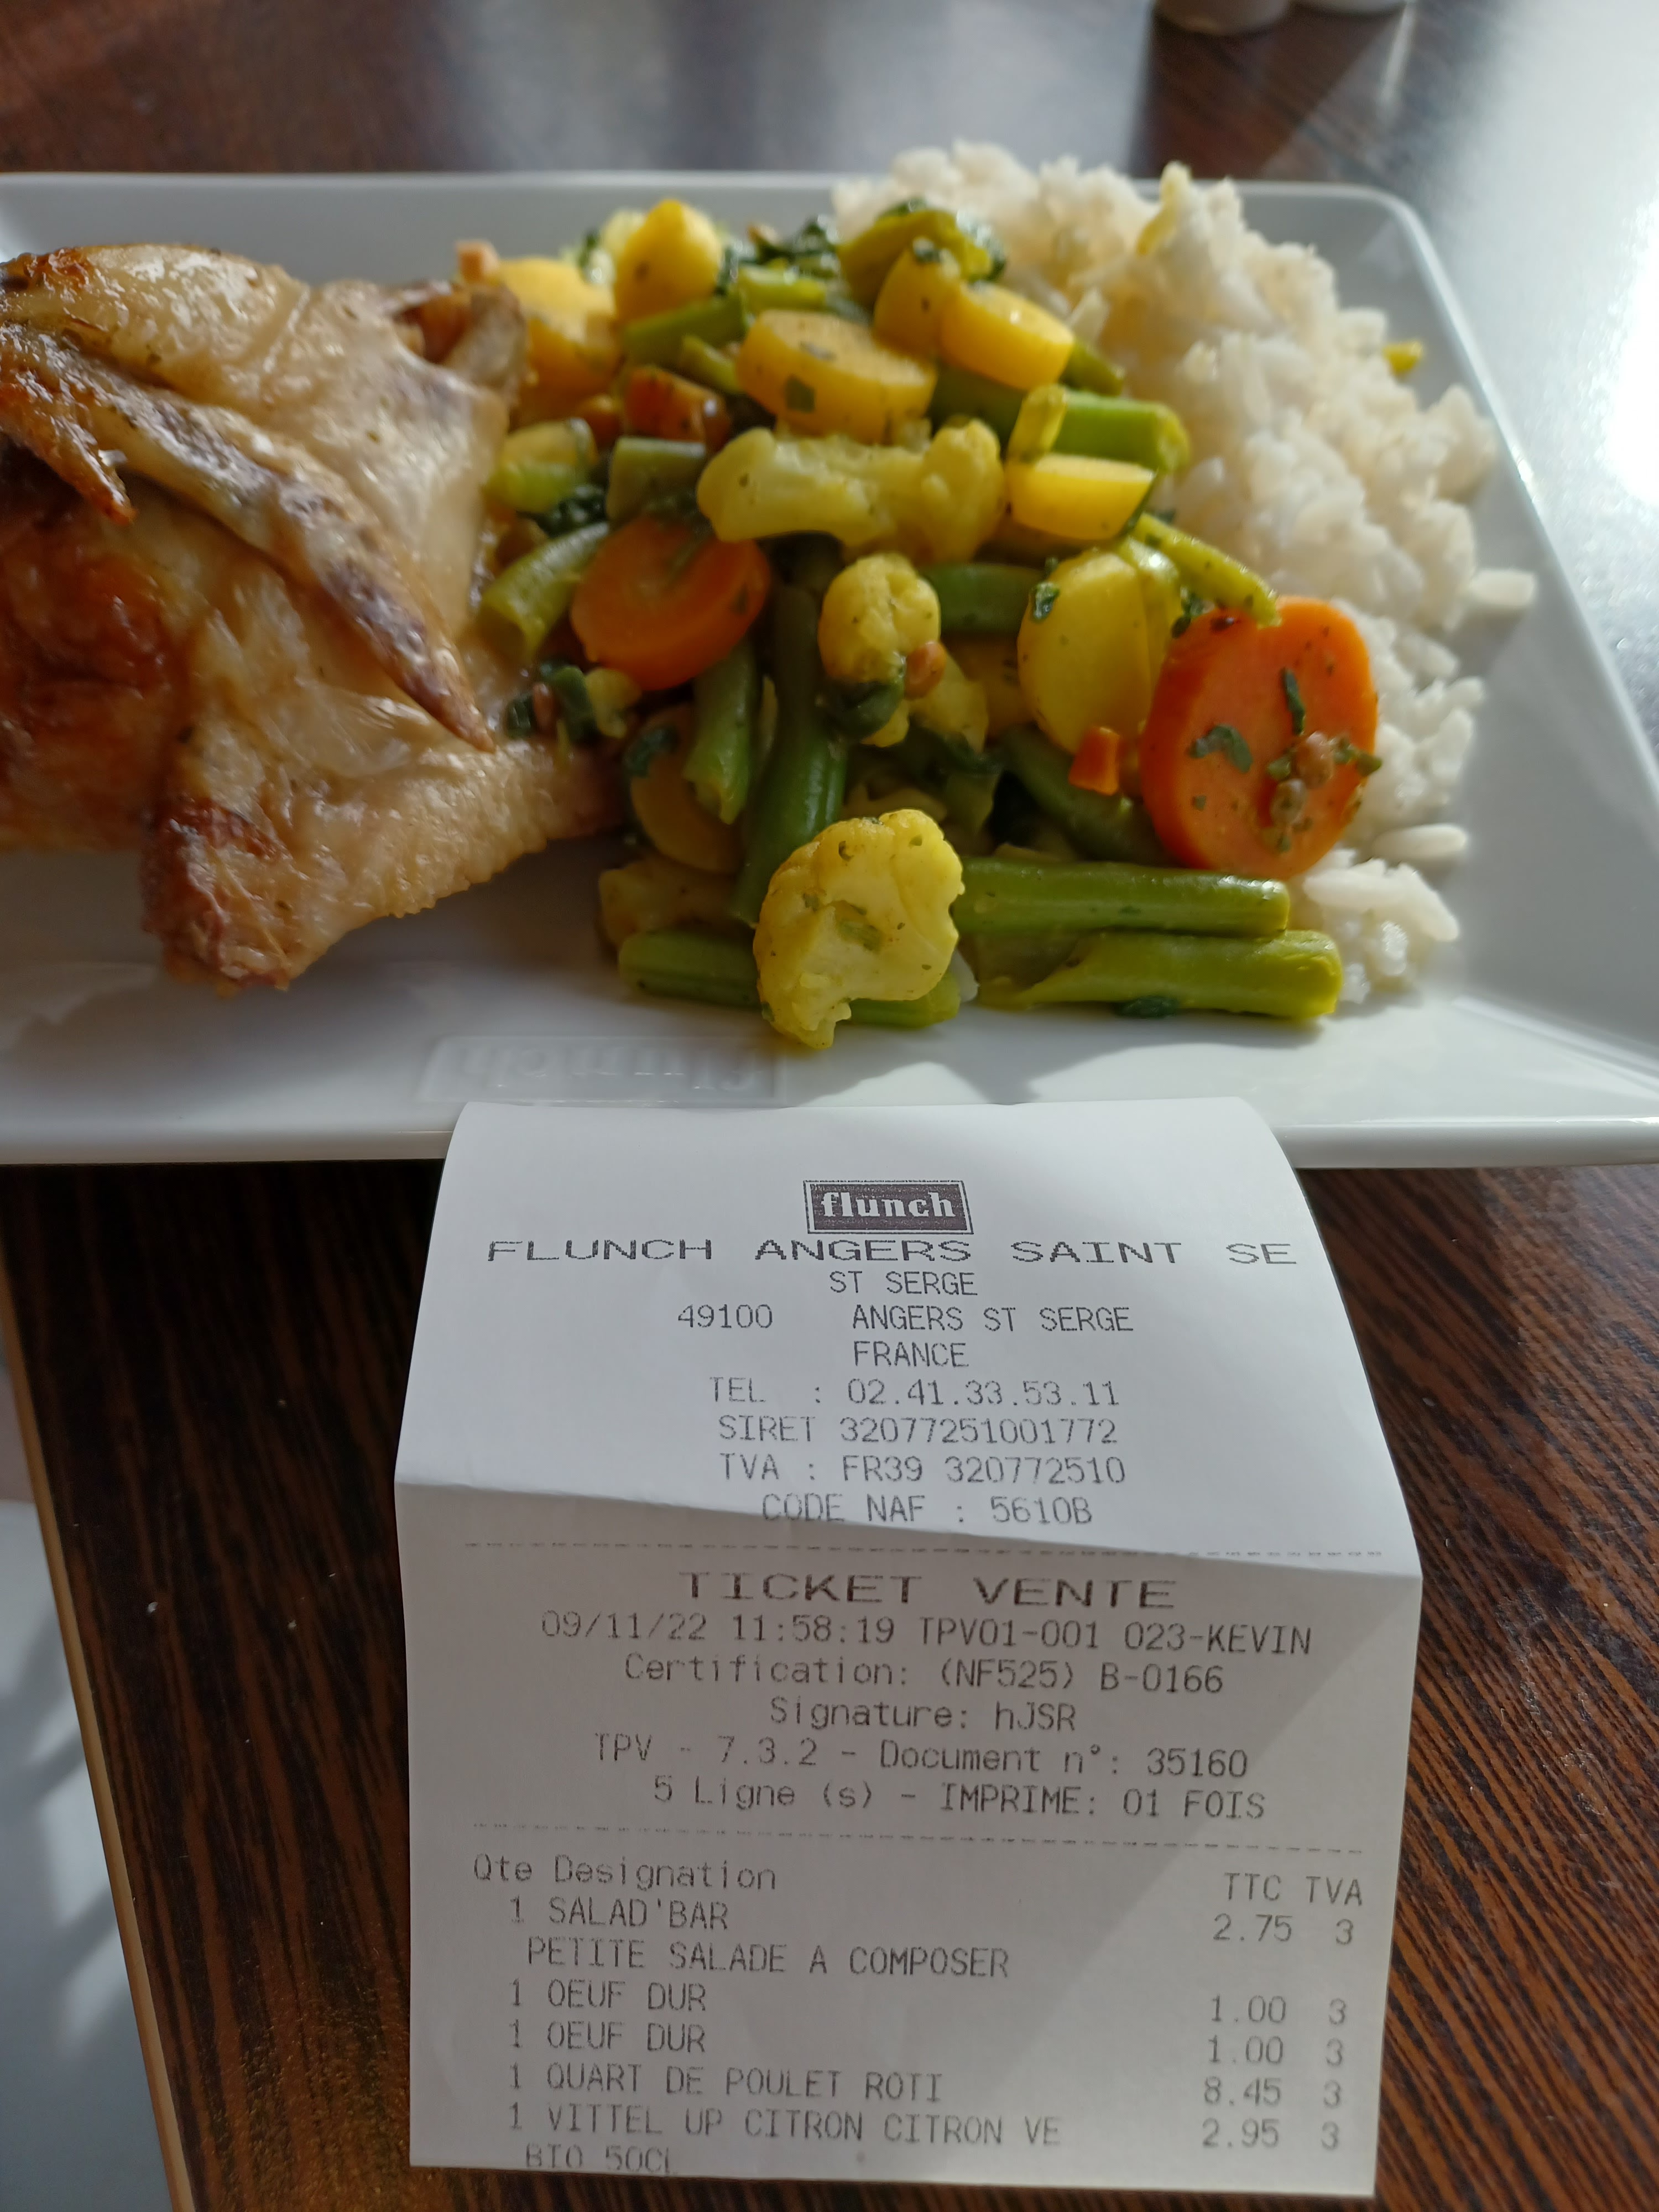 flunch
flunch
FLUNCH ANGERS SAINT SE
ST SERGE
49100 ANGERS ST SERGE
FRANCE
TEL : 02.41.33.53.11
SIRET 32077251001772
TVA : FR39 320772510
CODE NAF : 5610B
TICKET VENTE
09/11/22 11:58:19 TPV01-001 023-KEVIN
Certification: (NF525) B-0166
Signature: hJSR
TPV - 7.3.2 - Document n°: 35160
5 Ligne (s) - IMPRIME: 01 FOIS
Qte Designation TTC TVA
1 SALAD'BAR 2.75 3
PETITE SALADE A COMPOSER
1 OEUF DUR 1.00 3
1 OEUF DUR 1.00 3
1 QUART DE POULET ROTI 8.45 3
1 VITTEL UP CITRON CITRON VE 2.95 3
BIO 50CL